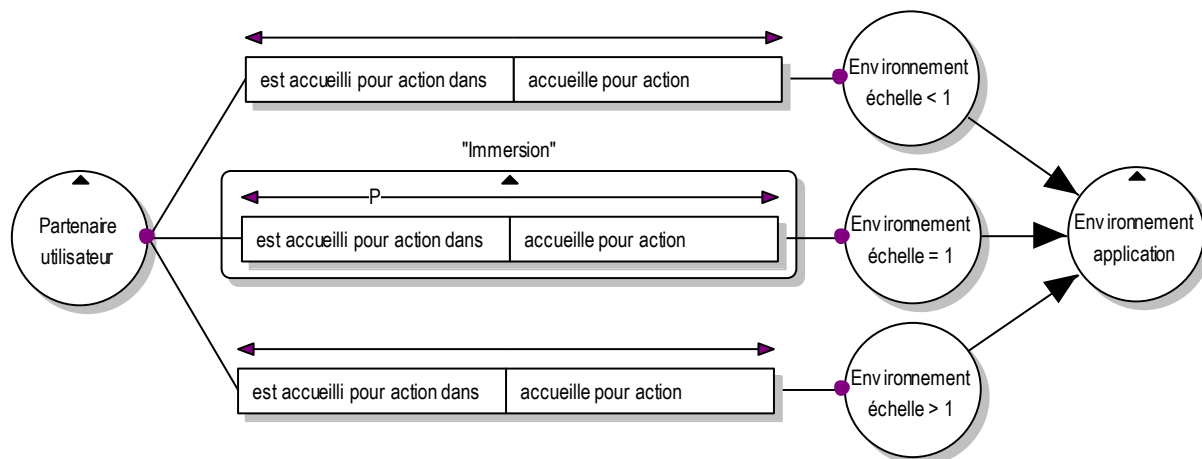 est accueilli pour action dans accueille pour action
Environnement
échelle < 1
"Immersion"
P
Partenaire
utilisateur
est accueilli pour action dans accueille pour action
Environnement
échelle = 1
Environnement
application
est accueilli pour action dans accueille pour action
Environnement
échelle > 1